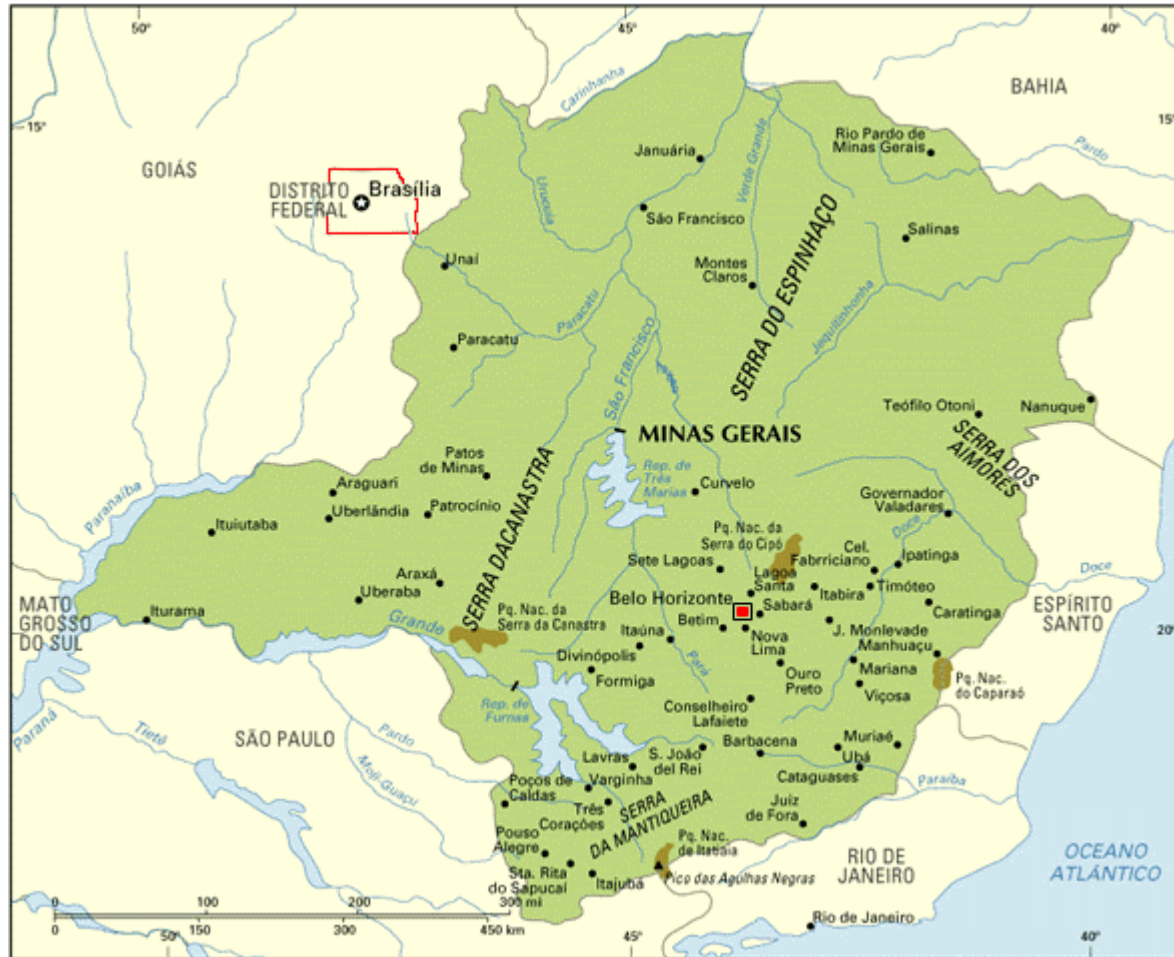 50°
45°
40°
BAHIA
Carinhanha
15°
15°
GOIÁS
Januária
Verde Grande
Rio Pardo de
Minas Gerais
Pardo
DISTRITO
FEDERAL
Brasília
Urucuia
São Francisco
SERRA DO ESPINHAÇO
Salinas
Unaí
Montes
Claros
Jequitinhonha
Paracatu
Paracatu
São Francisco
Teófilo Otoni
Nanuque
MINAS GERAIS
SERRA DOS
AIMORÉS
Patos
de Minas
SERRA DACANASTRA
Rep. de
Três
Marias
Curvelo
Paranaíba
Araguari
Uberlândia
Patrocínio
Ituiutaba
Governador
Valadares
Pq. Nac. da
Serra do Cipó
Doce
Cel.
Fabrriciano
Ipatinga
Sete Lagoas
Lagoa
Santa
Doce
Araxá
Uberaba
Belo Horizonte
Sabará
Itabira
Timóteo
Caratinga
MATO
GROSSO
DO SUL
Iturama
Grande
Pq. Nac. da
Serra da Canastra
Itaúna
Betim
Nova
Lima
J. Monlevade
ESPÍRITO
SANTO
20°
Manhuaçu
Divinópolis
Pará
Ouro
Preto
Mariana
Formiga
Viçosa
Pq. Nac.
do Caparaó
Rep. de
Furnas
Conselheiro
Lafaiete
Paraná
Tietê
SÃO PAULO
Pardo
Moji-Guaçu
Lavras
S. João
del Rei
Barbacena
Muriaé
Ubá
Cataguases
Paraíba
Poços de
Caldas
Varginha
Três
Corações
SERRA
DA MANTIQUEIRA
Juiz
de Fora
Pouso
Alegre
Pq. Nac.
de Itatiaia
Sta. Rita
do Sapucaí
Itajubá
Pico das Agulhas Negras
RIO DE
JANEIRO
OCEANO
ATLÁNTICO
0 100 200 300 mi
0 150 300 450 km
Rio de Janeiro
50°
45°
40°